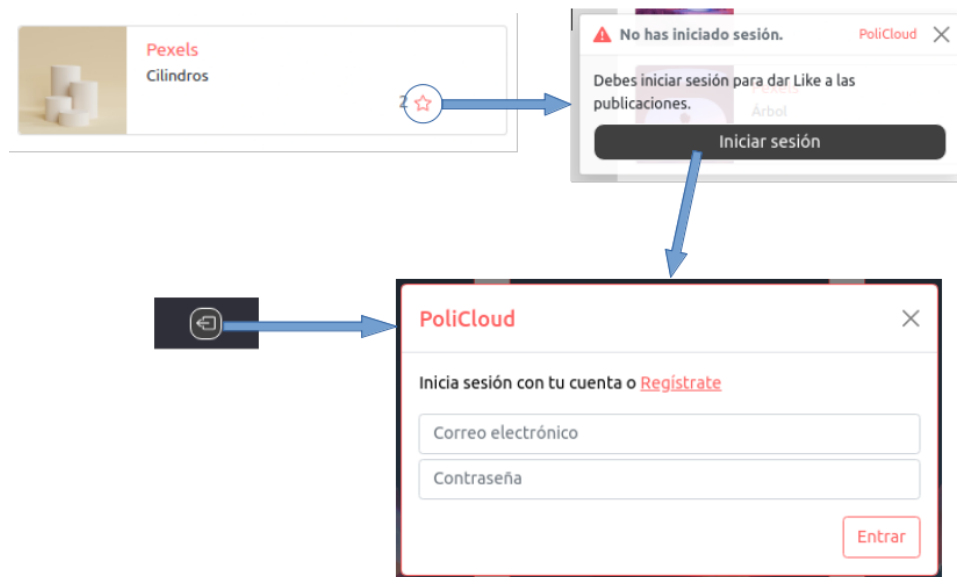 Pexels
Cilindros
2
No has iniciado sesión. PoliCloud
Debes iniciar sesión para dar Like a las
publicaciones.
Árbol
Iniciar sesión
PoliCloud
Inicia sesión con tu cuenta o Regístrate
Correo electrónico
Contraseña
Entrar